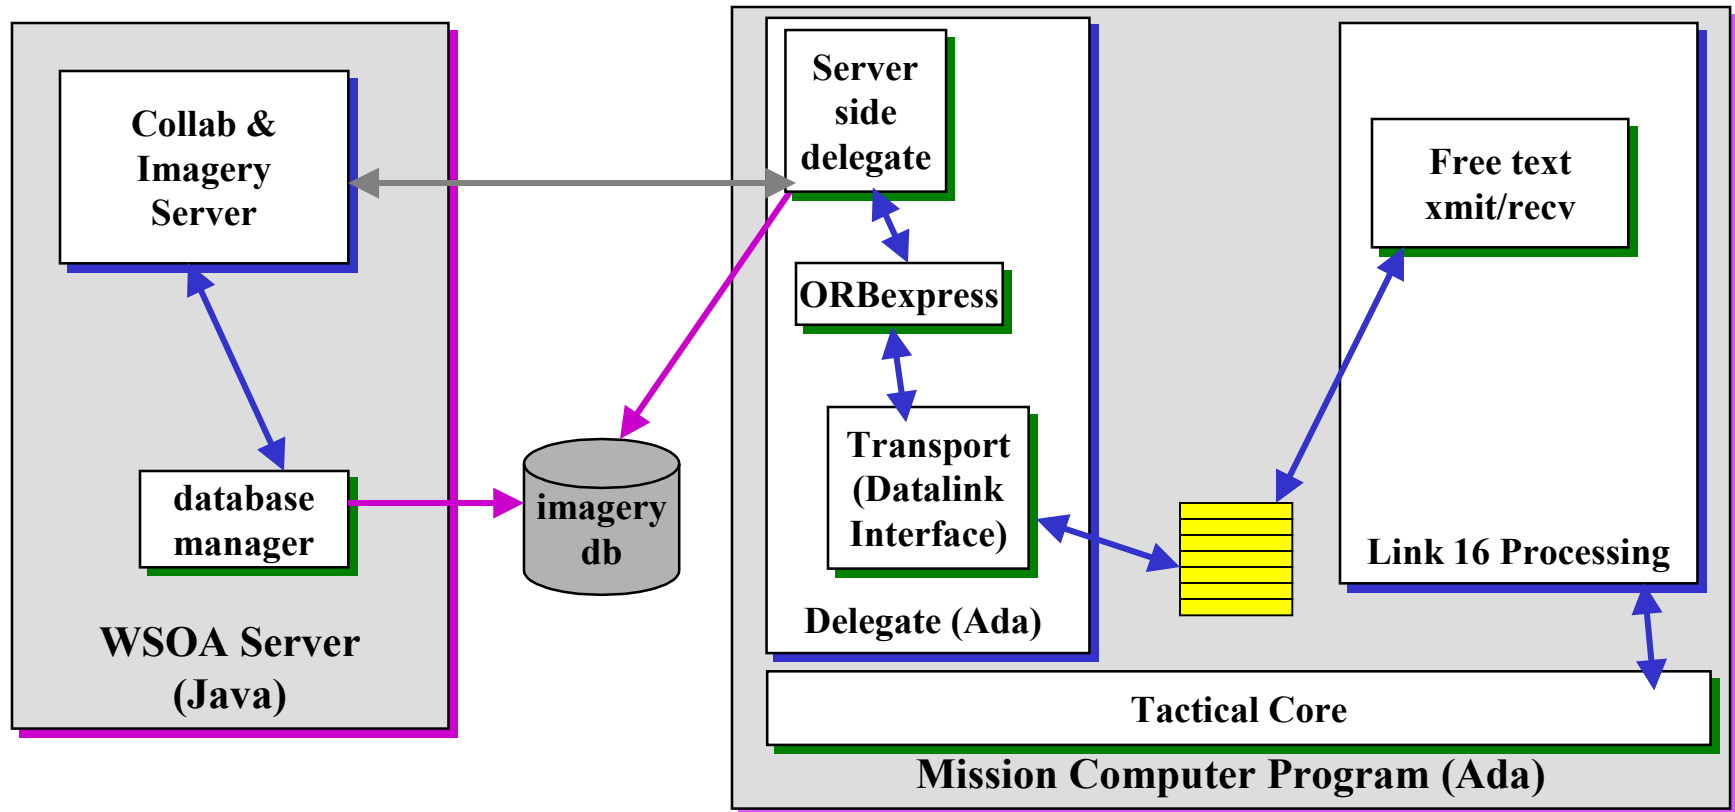 Collab &
Imagery
Server
database
manager
WSOA Server
(Java)
imagery
db
Server
side
delegate
ORBexpress
Transport
(Datalink
Interface)
Delegate (Ada)
Free text
xmit/recv
Link 16 Processing
Tactical Core
Mission Computer Program (Ada)